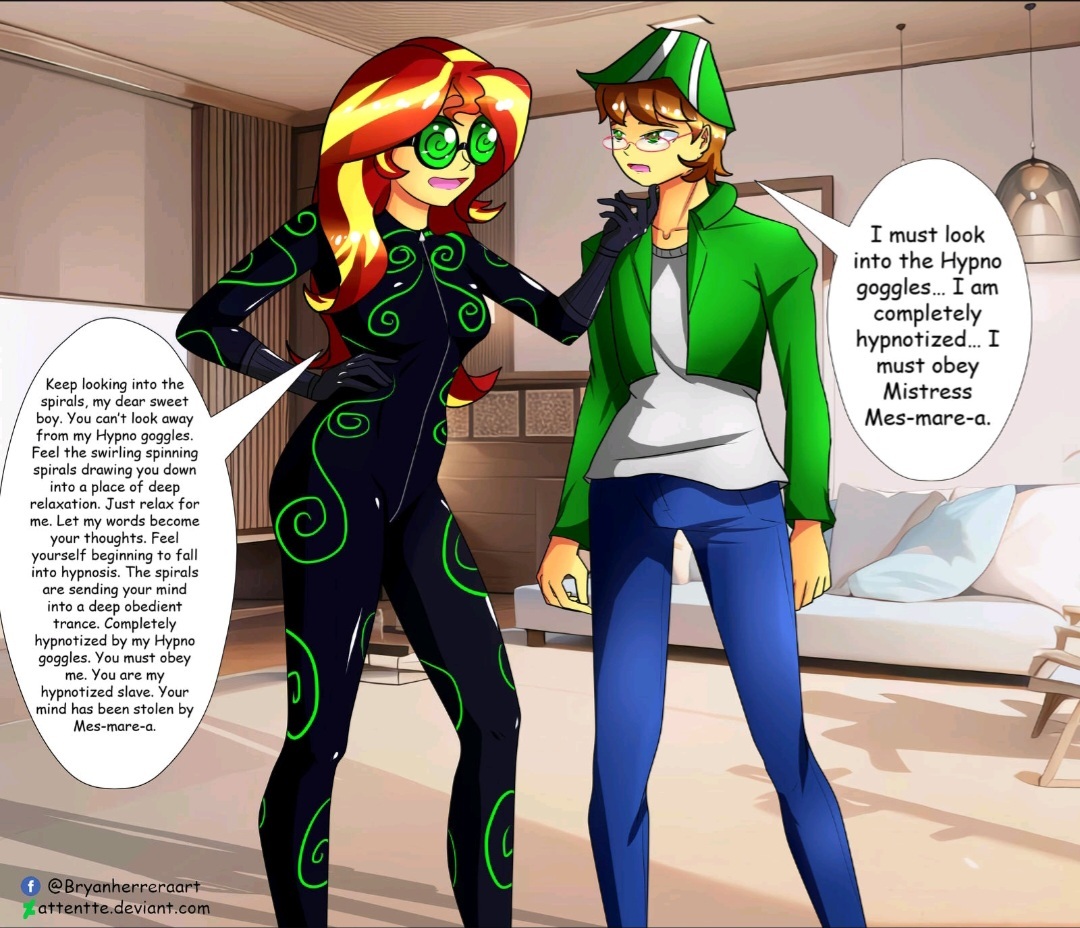 Keep looking into the
spirals, my dear sweet
boy. You can't look away
from my Hypno goggles.
Feel the swirling spinning
spirals drawing you down
into a place of deep
relaxation. Just relax for
me. Let my words become
your thoughts. Feel
yourself beginning to fall
into hypnosis. The spirals
are sending your mind
into a deep obedient
trance. Completely
hypnotized by my Hypno
goggles. You must obey
me. You are my
hypnotized slave. Your
mind has been stolen by
Mes-mare-a.
I must look
into the Hypno
goggles... I am
completely
hypnotized... I
must obey
Mistress
Mes-mare-a.
@Bryanherreraart
attentte.deviant.com